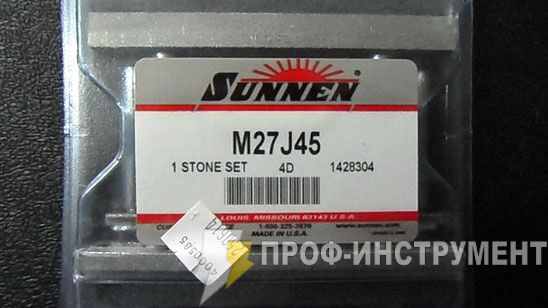 SUNNEN
M27J45
1 STONE SET 4D 1428304
LOUIS, MISSOURI 63143 U.S.A.
1-800-325-3670 www.sunnen.com
MADE IN U.S.A.
ПРОФ-ИНСТРУМЕНТ